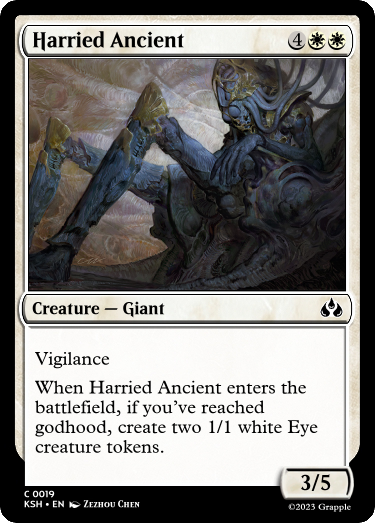 Harried Ancient 4
Creature — Giant
Vigilance
When Harried Ancient enters the
battlefield, if you've reached
godhood, create two 1/1 white Eye
creature tokens.
3/5
C 0019
KSH • EN Zezhou Chen
©2023 Grapple